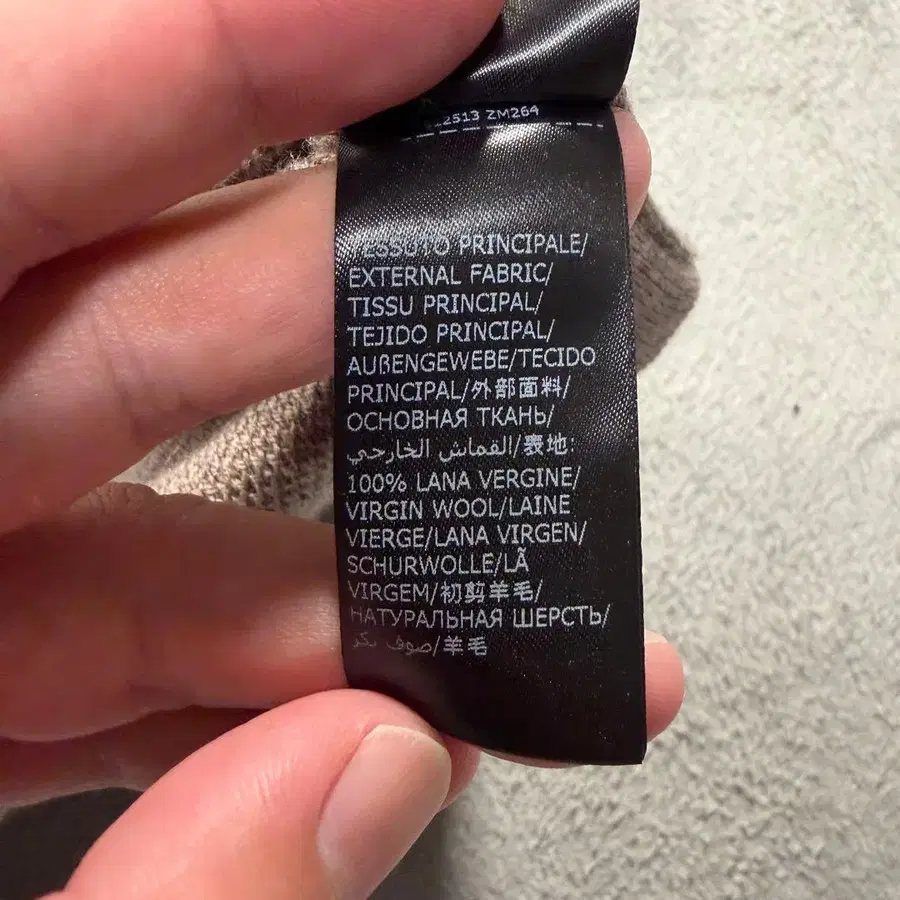 2513 ZM264
TESSUTO PRINCIPALE/
EXTERNAL FABRIC/
TISSU PRINCIPAL/
TEJIDO PRINCIPAL/
AUßENGEWEBE/TECIDO
PRINCIPAL/外部面料/
ОСНОВНАЯ ТКАНЬ/
القماش الخارجي/表地:
100% LANA VERGINE/
VIRGIN WOOL/LAINE
VIERGE/LANA VIRGEN/
SCHURWOLLE/LÃ
VIRGEM/初剪羊毛/
НАТУРАЛЬНАЯ ШЕРСТЬ/
صوف بكر/羊毛